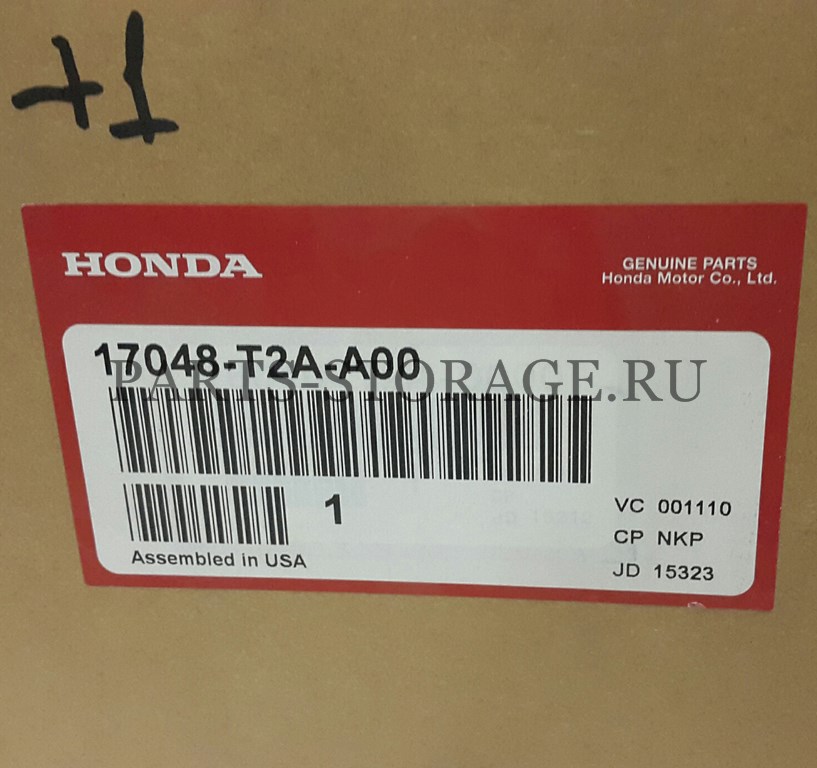 +1
HONDA
GENUINE PARTS
Honda Motor Co., Ltd.
17048-T2A-A00
PARTS-STORAGE.RU
1
VC 001110
CP NKP
JD 15323
Assembled in USA